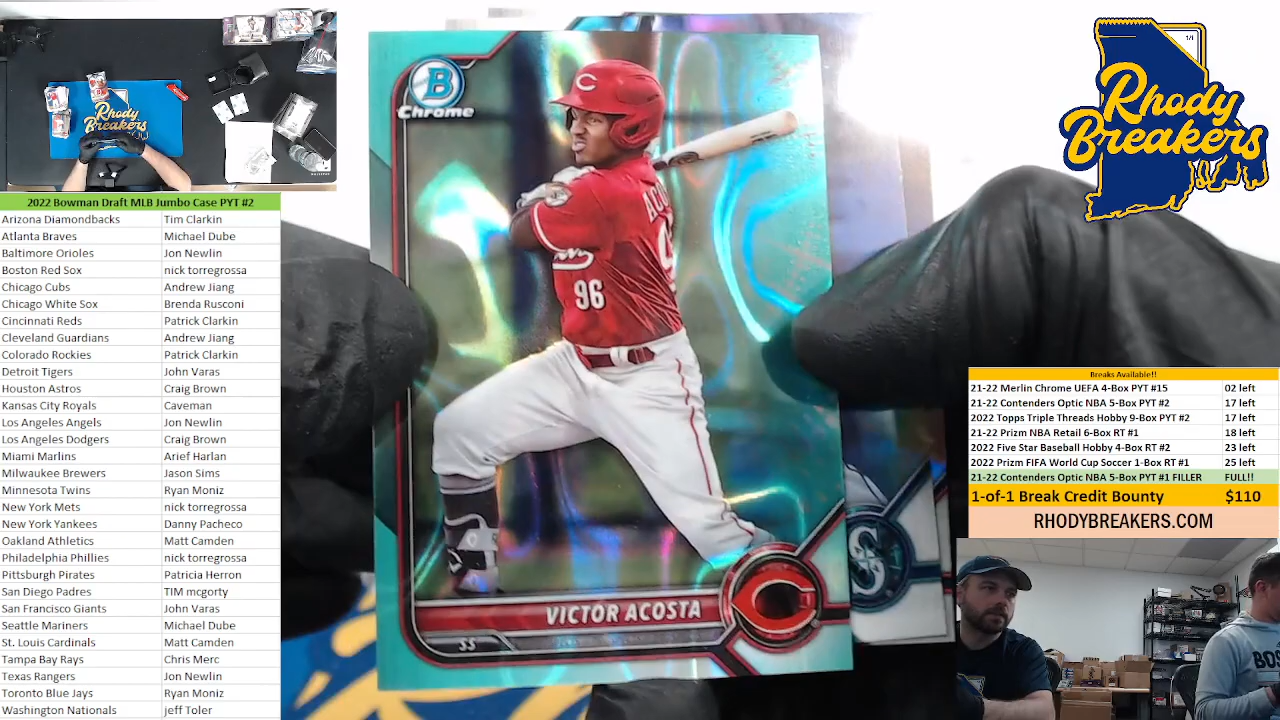 Rhody
Breakers
2022 Bowman Draft MLB Jumbo Case PYT #2
Arizona Diamondbacks Tim Clarkin
Atlanta Braves Michael Dube
Baltimore Orioles Jon Newlin
Boston Red Sox nick torregrossa
Chicago Cubs Andrew Jiang
Chicago White Sox Brenda Rusconi
Cincinnati Reds Patrick Clarkin
Cleveland Guardians Andrew Jiang
Colorado Rockies Patrick Clarkin
Detroit Tigers John Varas
Houston Astros Craig Brown
Kansas City Royals Caveman
Los Angeles Angels Jon Newlin
Los Angeles Dodgers Craig Brown
Miami Marlins Arief Harlan
Milwaukee Brewers Jason Sims
Minnesota Twins Ryan Moniz
New York Mets nick torregrossa
New York Yankees Danny Pacheco
Oakland Athletics Matt Camden
Philadelphia Phillies nick torregrossa
Pittsburgh Pirates Patricia Herron
San Diego Padres TIM mcgorty
San Francisco Giants John Varas
Seattle Mariners Michael Dube
St. Louis Cardinals Matt Camden
Tampa Bay Rays Chris Merc
Texas Rangers Jon Newlin
Toronto Blue Jays Ryan Moniz
Washington Nationals jeff Toler
B
Chrome
C
96
VICTOR ACOSTA
SS
C
S
1/1
Rhody
Breakers
Breaks Available!!
21-22 Merlin Chrome UEFA 4-Box PYT #15 02 left
21-22 Contenders Optic NBA 5-Box PYT #2 17 left
2022 Topps Triple Threads Hobby 9-Box PYT #2 17 left
21-22 Prizm NBA Retail 6-Box RT #1 18 left
2022 Five Star Baseball Hobby 4-Box RT #2 23 left
2022 Prizm FIFA World Cup Soccer 1-Box RT #1 25 left
21-22 Contenders Optic NBA 5-Box PYT #1 FILLER FULL!!
1-of-1 Break Credit Bounty $110
RHODYBREAKERS.COM
BOS